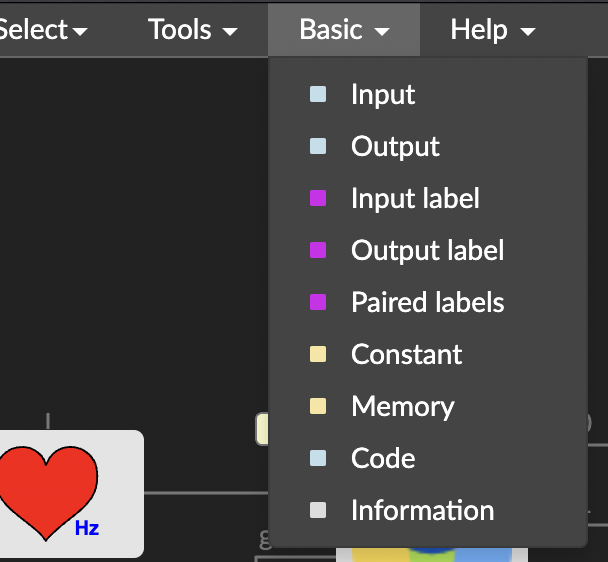 Select
Tools
Basic
Help
Input
Output
Input label
Output label
Paired labels
Constant
Memory
Code
Information
Hz
g